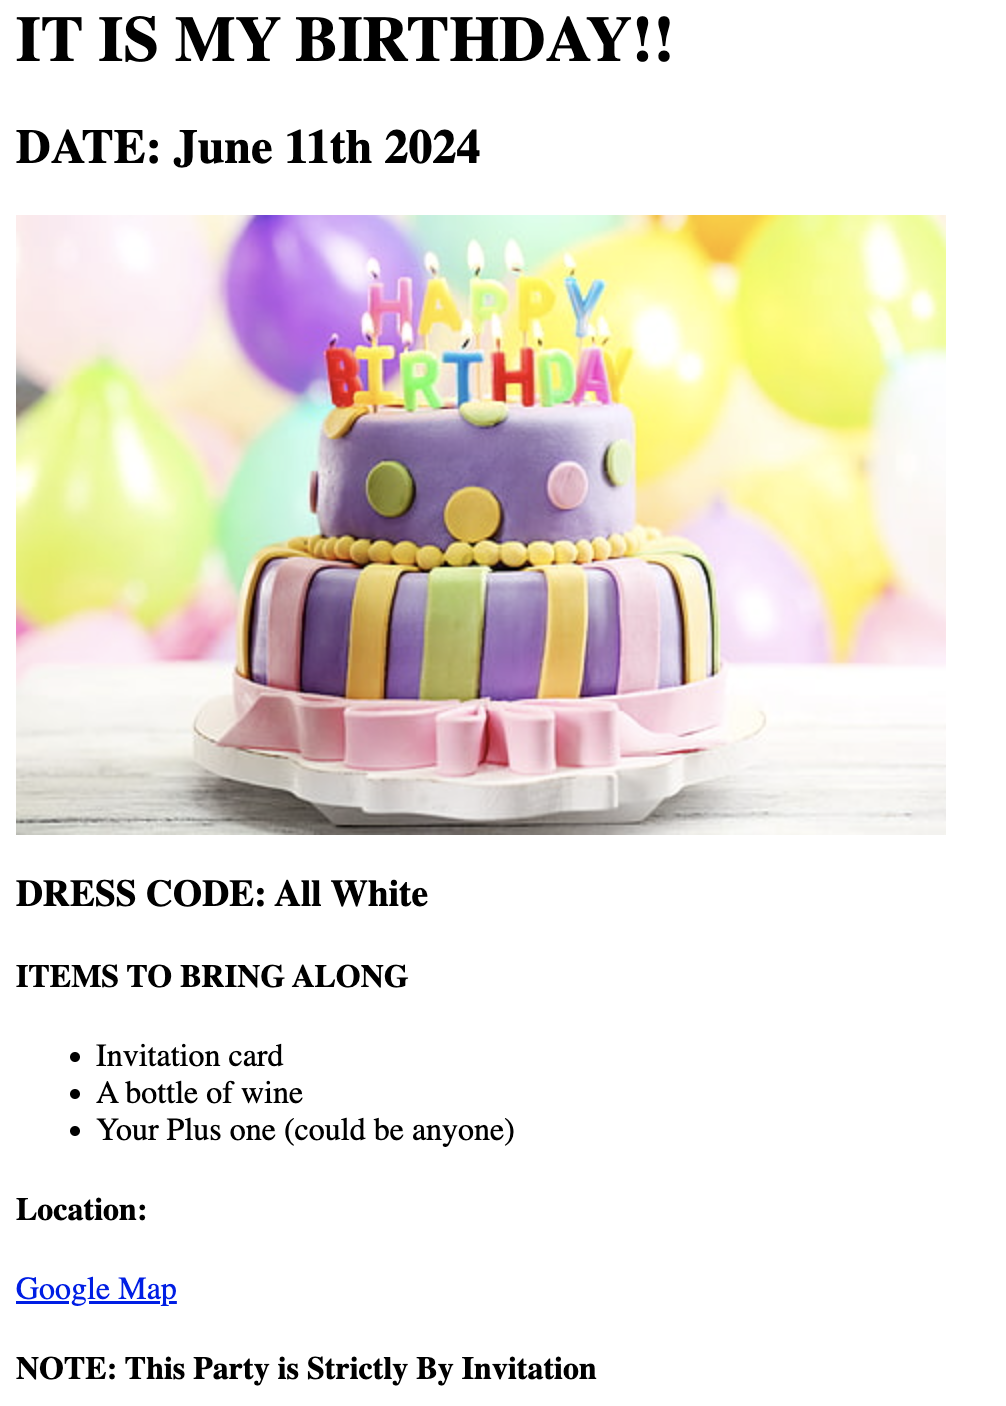 IT IS MY BIRTHDAY!!
DATE: June 11th 2024
HAPPY
BIRTHDAY
DRESS CODE: All White
ITEMS TO BRING ALONG
• Invitation card
• A bottle of wine
• Your Plus one (could be anyone)
Location:
Google Map
NOTE: This Party is Strictly By Invitation